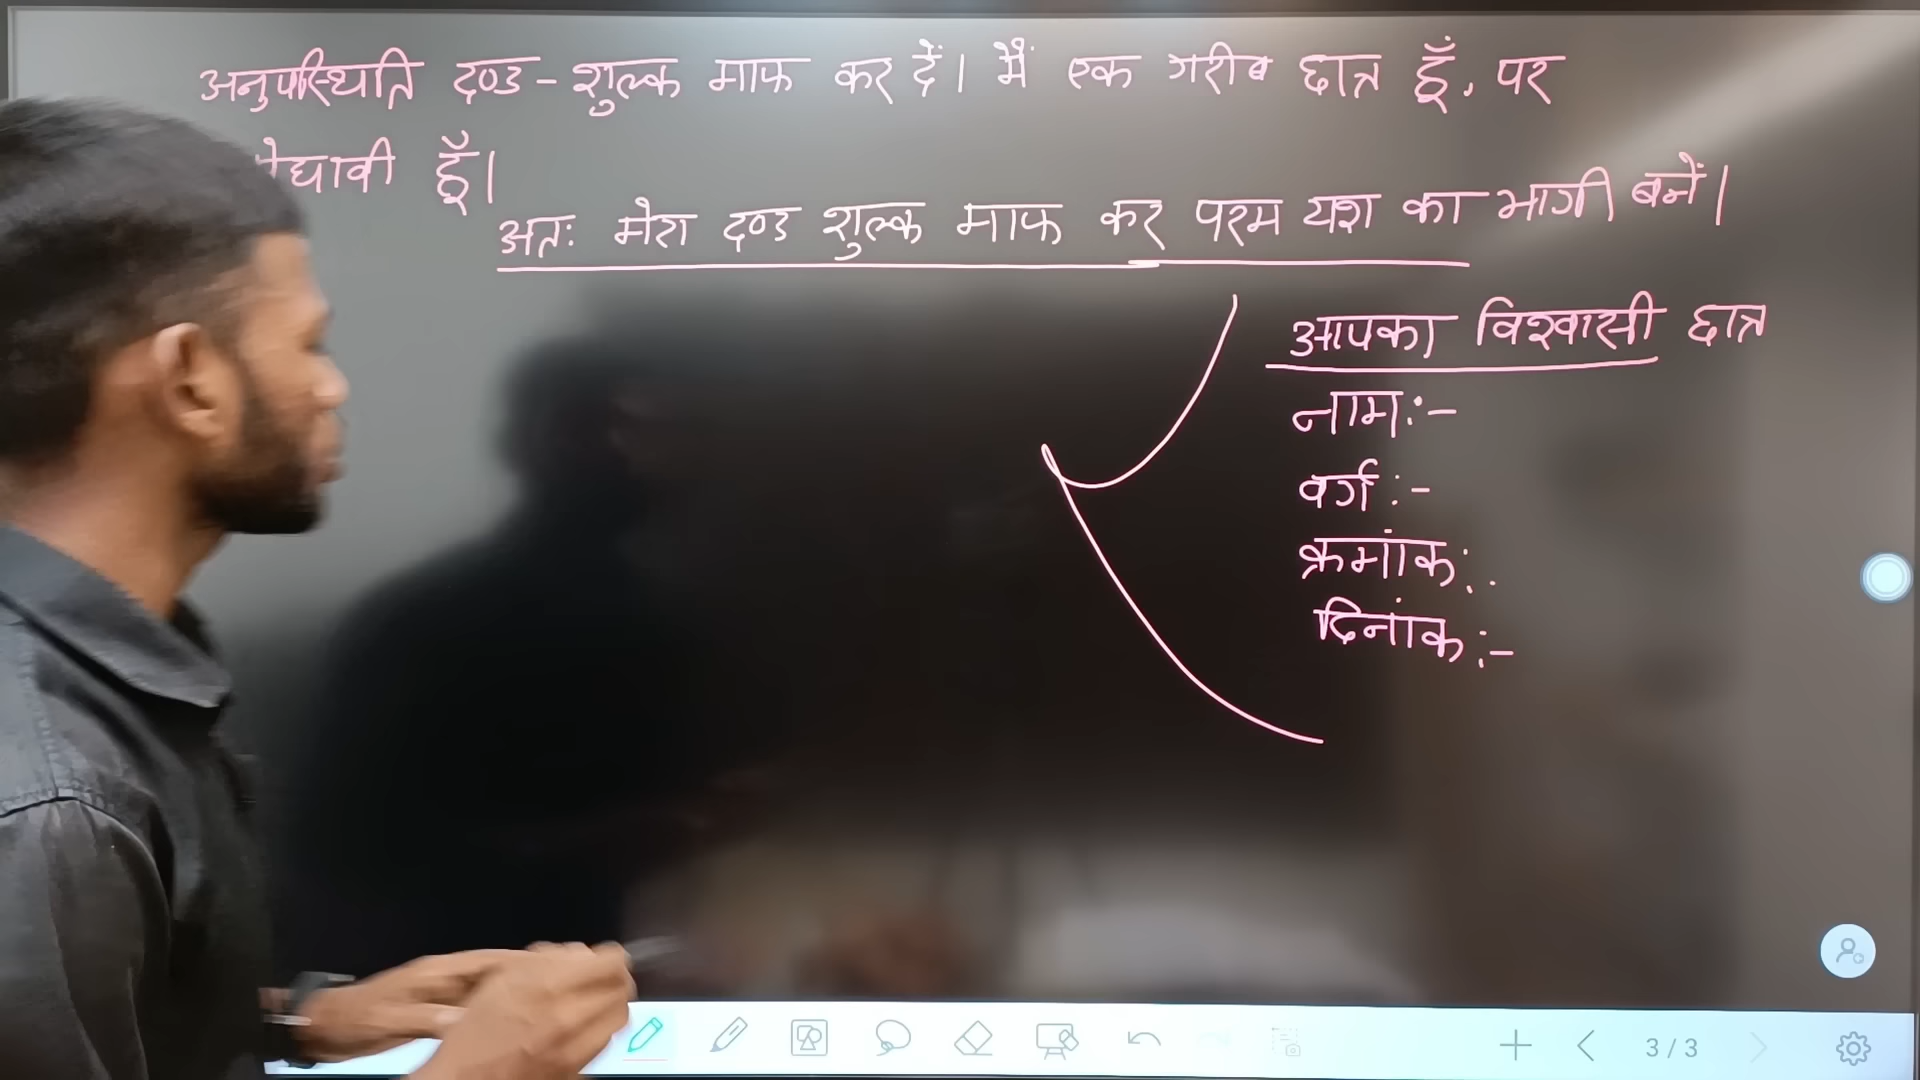 अनुपस्थिति दण्ड-शुल्क माफ कर दें। मैं एक गरीब छात्र हूँ, पर
हूँ।
अतः मेरा दण्ड शुल्क माफ कर परम यश का भागी बनें।
आपका विश्वासी छात्र
नाम:-
वर्ग:-
क्रमांक:.
दिनांक:-
3/3